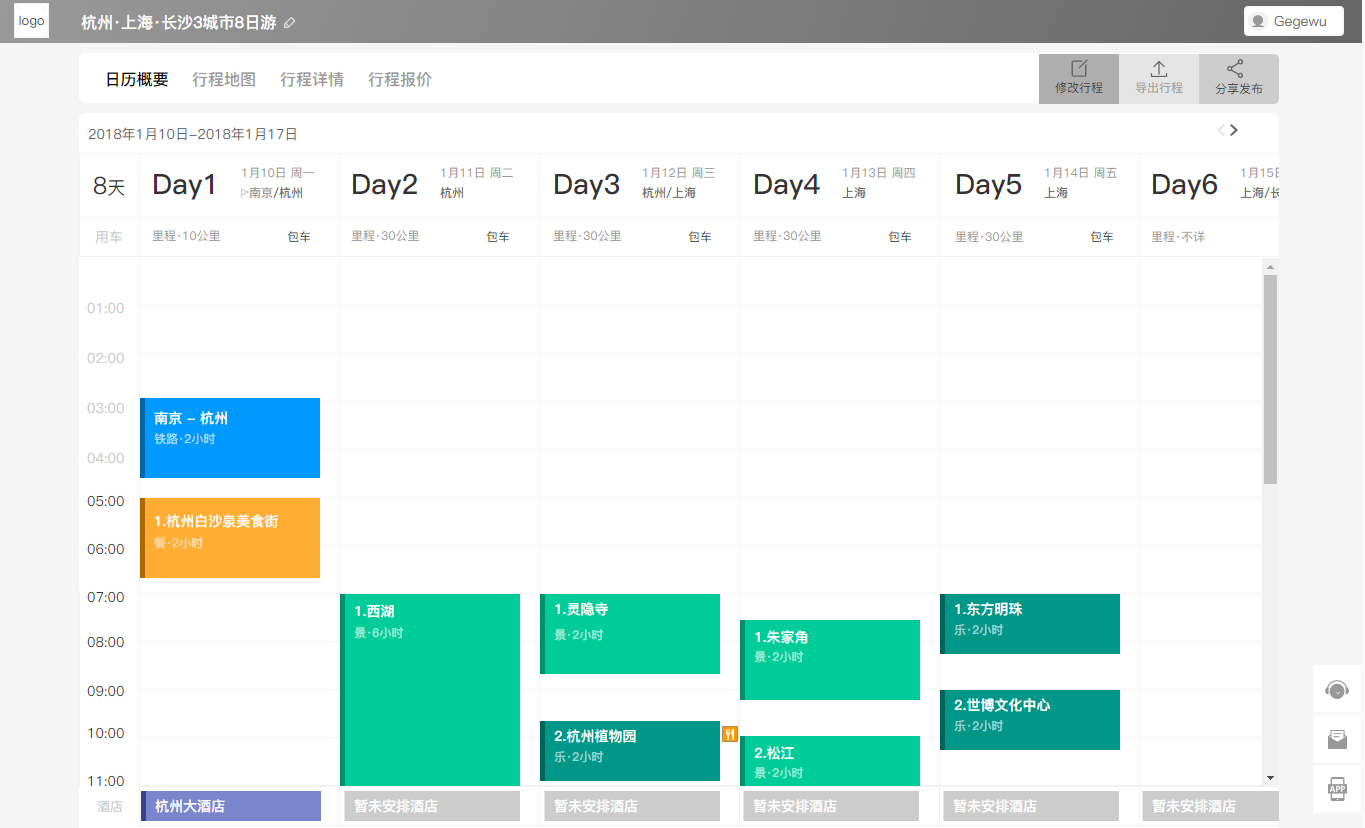 logo
杭州·上海·长沙3城市8日游
Gegewu
日历概要 行程地图 行程详情 行程报价
修改行程 导出行程 分享发布
2018年1月10日-2018年1月17日
8天
Day1 1月10日 周一
▷南京/杭州
Day2 1月11日 周二
杭州
Day3 1月12日 周三
杭州/上海
Day4 1月13日 周四
上海
Day5 1月14日 周五
上海
Day6 1月15日
上海/长
用车 里程·10公里 包车 里程·30公里 包车 里程·30公里 包车 里程·30公里 包车 里程·30公里 包车 里程·不详
01:00
02:00
03:00
南京 - 杭州
铁路·2小时
04:00
05:00
1.杭州白沙泉美食街
餐·2小时
06:00
07:00
1.西湖
景·6小时
1.灵隐寺
景·2小时
1.朱家角
景·2小时
1.东方明珠
乐·2小时
08:00
09:00
2.世博文化中心
乐·2小时
10:00
2.杭州植物园
乐·2小时
2.松江
景·2小时
11:00
酒店 杭州大酒店 暂未安排酒店 暂未安排酒店 暂未安排酒店 暂未安排酒店 暂未安排酒店
APP